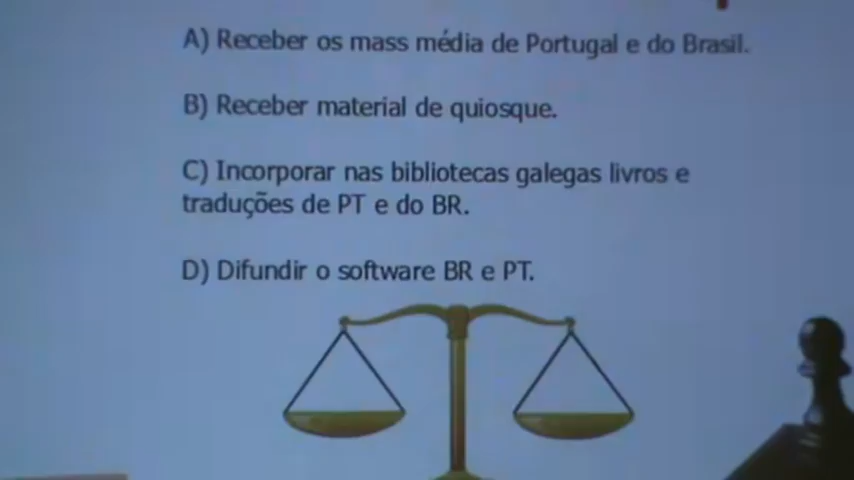 A) Receber os mass média de Portugal e do Brasil.
B) Receber material de quiosque.
C) Incorporar nas bibliotecas galegas livros e
traduções de PT e do BR.
D) Difundir o software BR e PT.